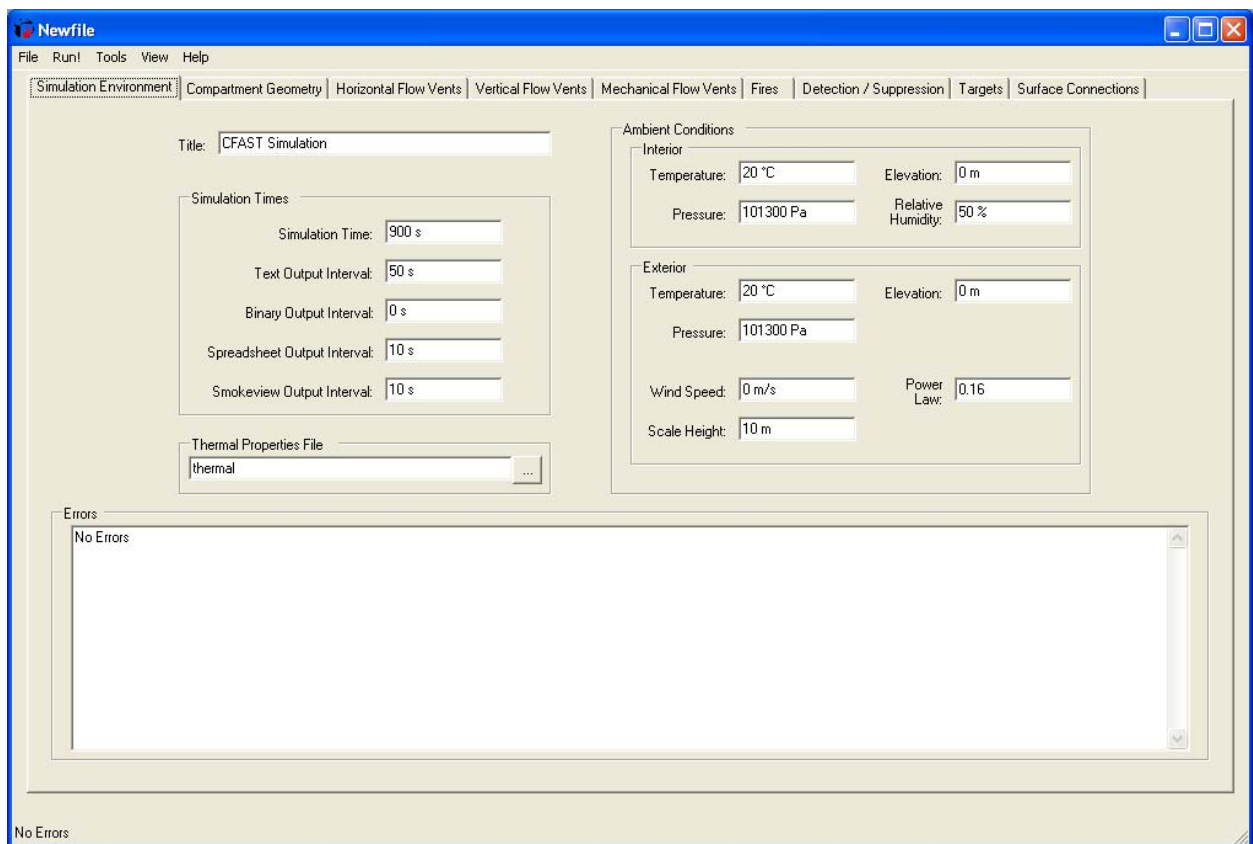 Newfile
File Run! Tools View Help
Simulation Environment Compartment Geometry Horizontal Flow Vents Vertical Flow Vents Mechanical Flow Vents Fires Detection / Suppression Targets Surface Connections
Title: CFAST Simulation
Simulation Times
Simulation Time: 900 s
Text Output Interval: 50 s
Binary Output Interval: 0 s
Spreadsheet Output Interval: 10 s
Smokeview Output Interval: 10 s
Thermal Properties File
thermal ...
Ambient Conditions
Interior
Temperature: 20 °C Elevation: 0 m
Pressure: 101300 Pa Relative Humidity: 50 %
Exterior
Temperature: 20 °C Elevation: 0 m
Pressure: 101300 Pa
Wind Speed: 0 m/s Power Law: 0.16
Scale Height: 10 m
Errors
No Errors
No Errors